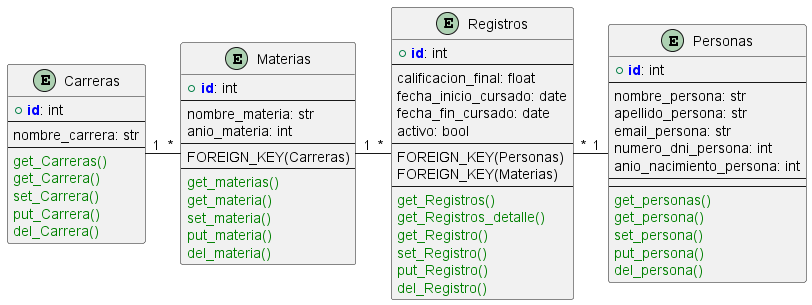 E Carreras
id: int
nombre_carrera: str
get_Carreras()
get_Carrera()
set_Carrera()
put_Carrera()
del_Carrera()
1 *
E Materias
id: int
nombre_materia: str
anio_materia: int
FOREIGN_KEY(Carreras)
get_materias()
get_materia()
set_materia()
put_materia()
del_materia()
1 *
E Registros
id: int
calificacion_final: float
fecha_inicio_cursado: date
fecha_fin_cursado: date
activo: bool
FOREIGN_KEY(Personas)
FOREIGN_KEY(Materias)
get_Registros()
get_Registros_detalle()
get_Registro()
set_Registro()
put_Registro()
del_Registro()
* 1
E Personas
id: int
nombre_persona: str
apellido_persona: str
email_persona: str
numero_dni_persona: int
anio_nacimiento_persona: int
get_personas()
get_persona()
set_persona()
put_persona()
del_persona()